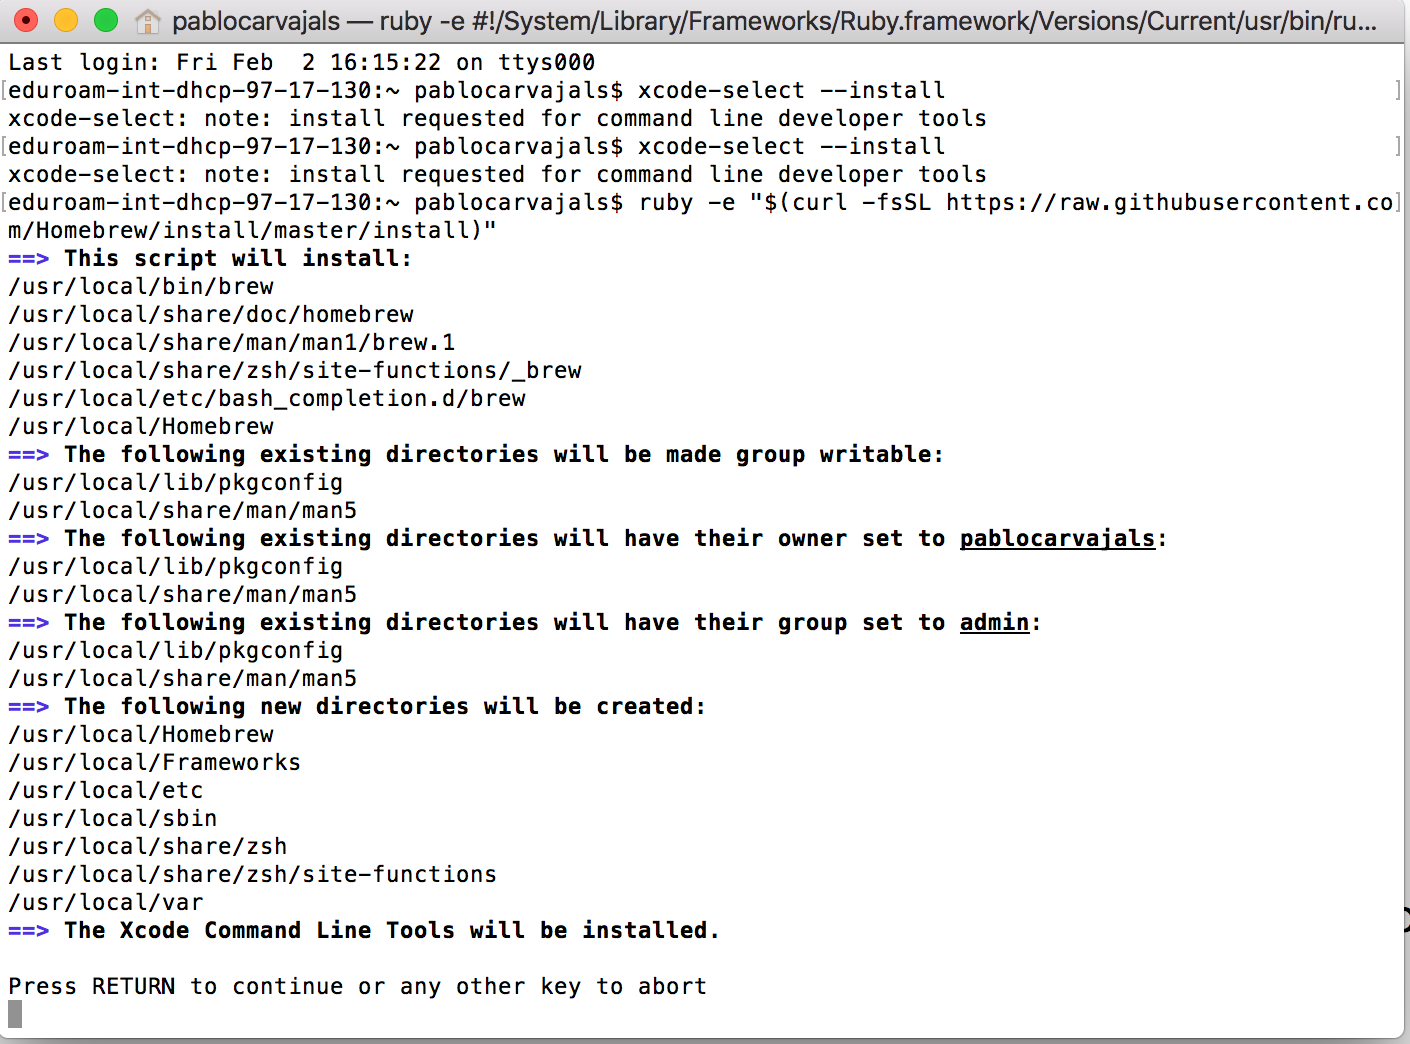 pablocarvajals — ruby -e #!/System/Library/Frameworks/Ruby.framework/Versions/Current/usr/bin/ru...
Last login: Fri Feb  2 16:15:22 on ttys000
[eduroam-int-dhcp-97-17-130:~ pablocarvajals$ xcode-select --install ]
xcode-select: note: install requested for command line developer tools
[eduroam-int-dhcp-97-17-130:~ pablocarvajals$ xcode-select --install ]
xcode-select: note: install requested for command line developer tools
[eduroam-int-dhcp-97-17-130:~ pablocarvajals$ ruby -e "$(curl -fsSL https://raw.githubusercontent.co]
m/Homebrew/install/master/install)"
==> This script will install:
/usr/local/bin/brew
/usr/local/share/doc/homebrew
/usr/local/share/man/man1/brew.1
/usr/local/share/zsh/site-functions/_brew
/usr/local/etc/bash_completion.d/brew
/usr/local/Homebrew
==> The following existing directories will be made group writable:
/usr/local/lib/pkgconfig
/usr/local/share/man/man5
==> The following existing directories will have their owner set to pablocarvajals:
/usr/local/lib/pkgconfig
/usr/local/share/man/man5
==> The following existing directories will have their group set to admin:
/usr/local/lib/pkgconfig
/usr/local/share/man/man5
==> The following new directories will be created:
/usr/local/Homebrew
/usr/local/Frameworks
/usr/local/etc
/usr/local/sbin
/usr/local/share/zsh
/usr/local/share/zsh/site-functions
/usr/local/var
==> The Xcode Command Line Tools will be installed.
Press RETURN to continue or any other key to abort